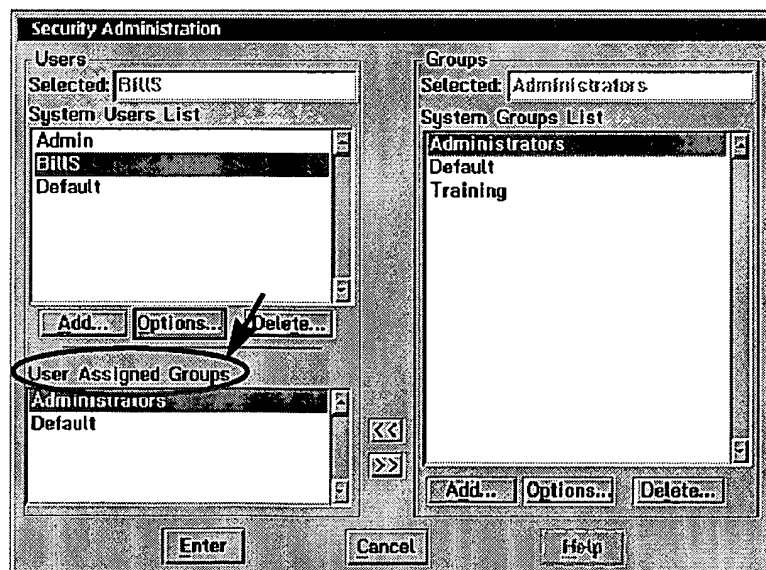 Security Administration
Users
Selected: BillS
System Users List
Admin
BillS
Default
Add... Options... Delete...
User Assigned Groups
Administrators
Default
<<
>>
Groups
Selected: Administrators
System Groups List
Administrators
Default
Training
Add... Options... Delete...
Enter Cancel Help